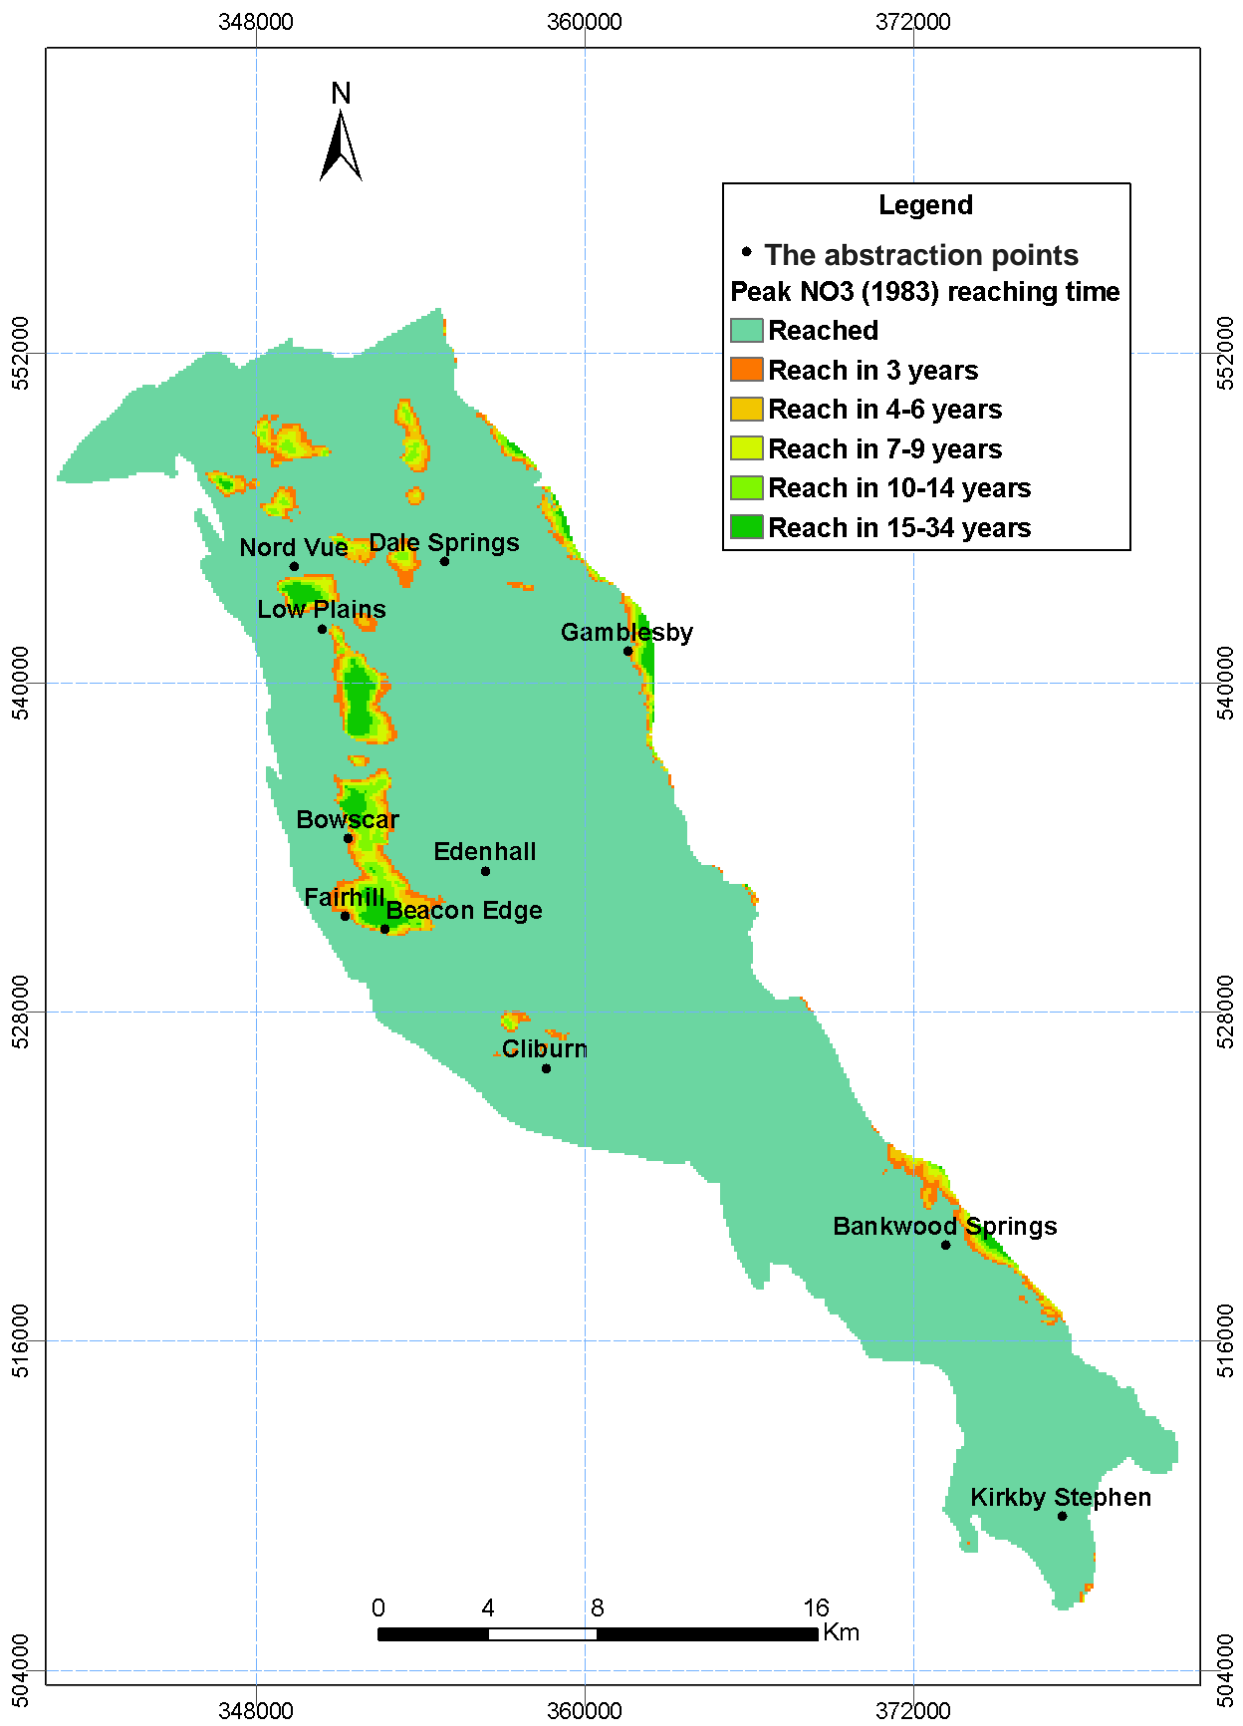 348000 360000 372000
N
Legend
The abstraction points
Peak NO3 (1983) reaching time
Reached
Reach in 3 years
Reach in 4-6 years
Reach in 7-9 years
Reach in 10-14 years
Reach in 15-34 years
552000 552000
Nord Vue Dale Springs
Low Plains
Gamblesby
540000 540000
Bowscar
Edenhall
Fairhill
Beacon Edge
528000 528000
Cliburn
Bankwood Springs
516000 516000
Kirkby Stephen
0 4 8 16
Km
504000 504000
348000 360000 372000